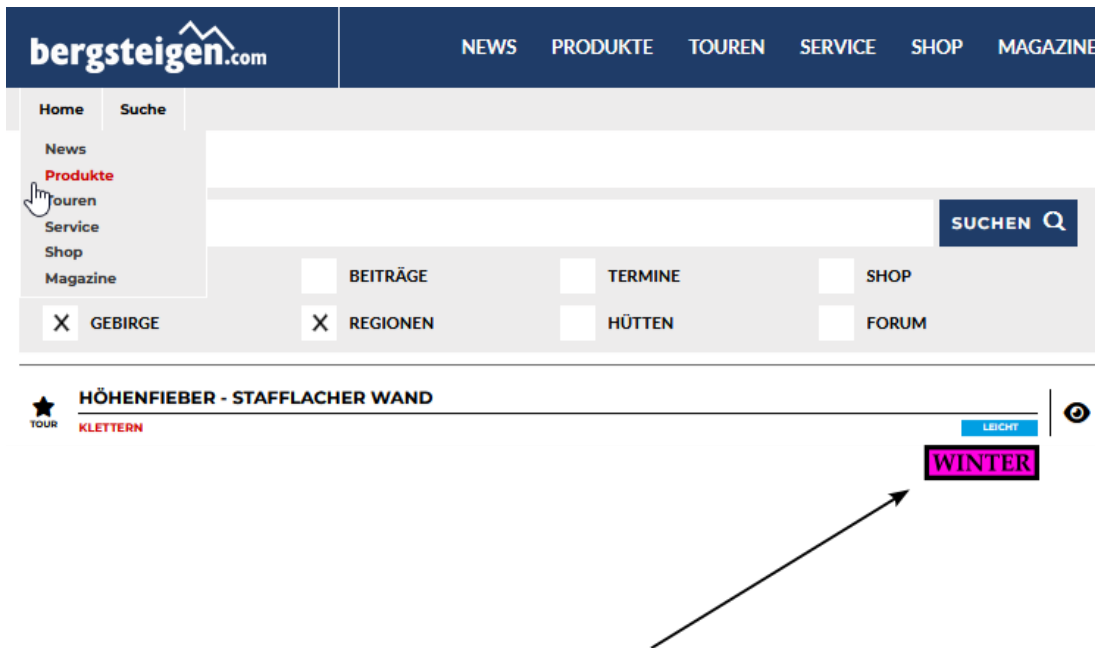 bergsteigen.com
NEWS PRODUKTE TOUREN SERVICE SHOP MAGAZINE
Home Suche
News
Produkte
Touren
Service
Shop
Magazine
SUCHEN
BEITRÄGE TERMINE SHOP
X GEBIRGE X REGIONEN HÜTTEN FORUM
HÖHENFIEBER - STAFFLACHER WAND
TOUR
KLETTERN LEICHT
WINTER